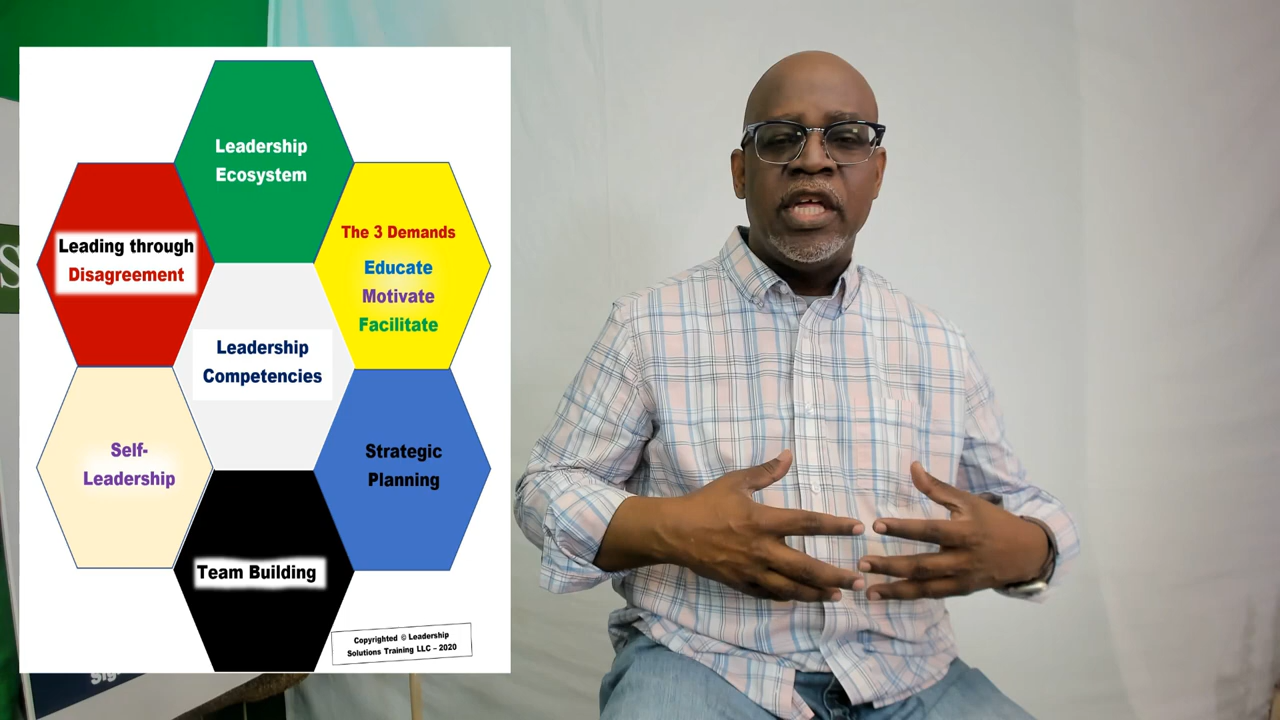 Leadership
Ecosystem
Leading through
Disagreement
The 3 Demands
Educate
Motivate
Facilitate
Leadership
Competencies
Self-
Leadership
Strategic
Planning
Team Building
Copyrighted © Leadership
Solutions Training LLC – 2020
S